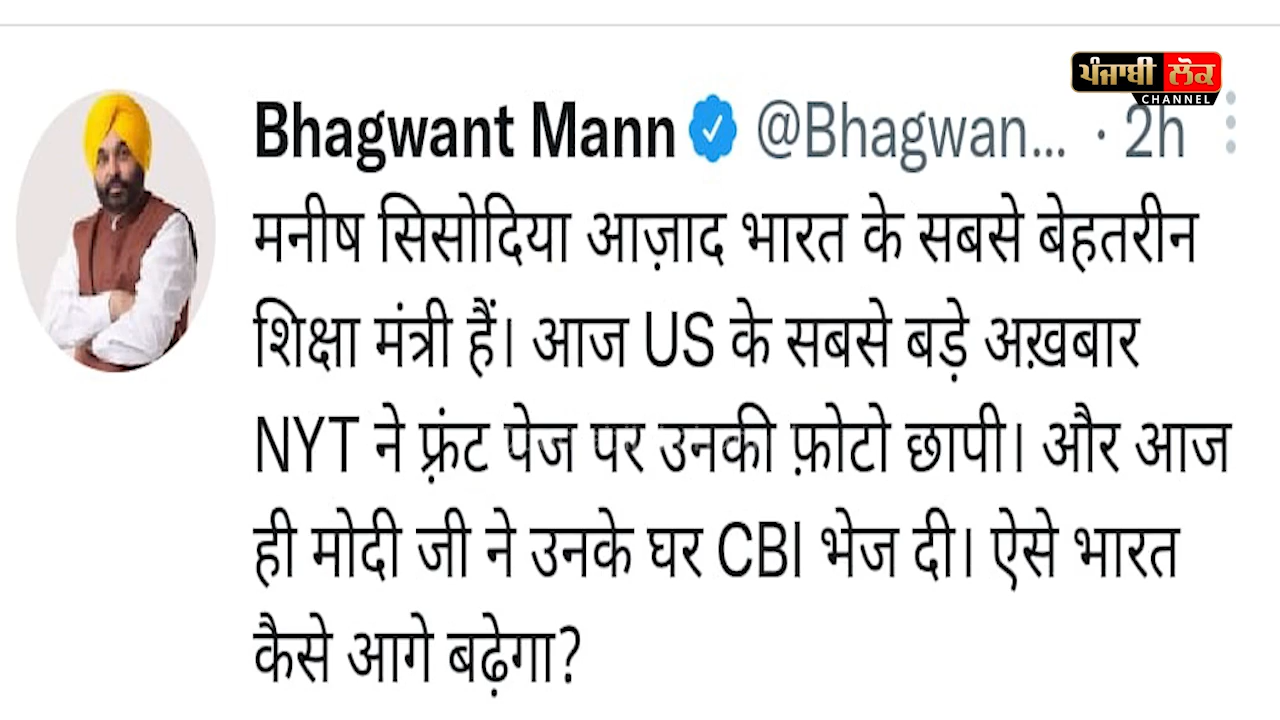 ਪੰਜਾਬੀ ਲੋਕ
CHANNEL
Bhagwant Mann @Bhagwan... · 2h
मनीष सिसोदिया आज़ाद भारत के सबसे बेहतरीन
शिक्षा मंत्री हैं। आज US के सबसे बड़े अख़बार
NYT ने फ़्रंट पेज पर उनकी फ़ोटो छापी। और आज
ही मोदी जी ने उनके घर CBI भेज दी। ऐसे भारत
कैसे आगे बढ़ेगा?